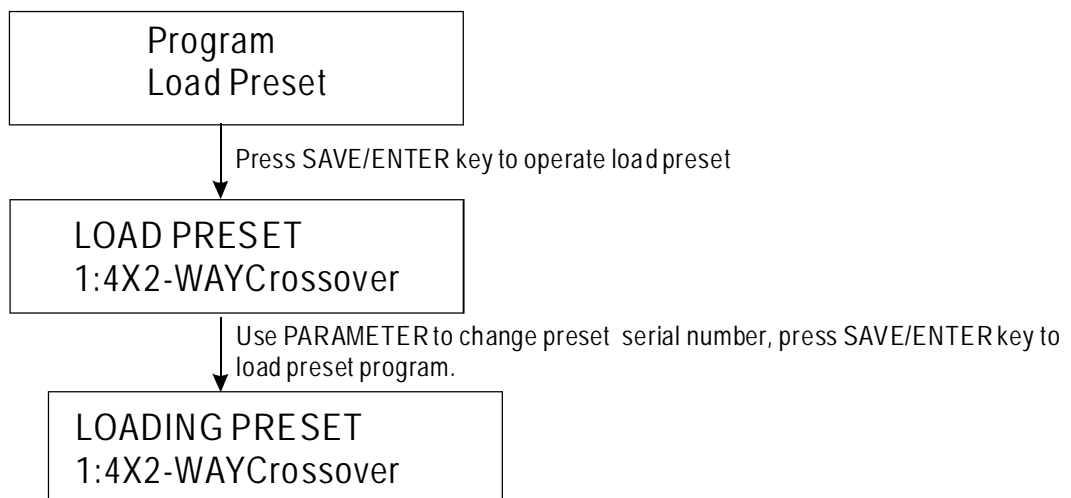 Program
Load Preset
Press SAVE/ENTER key to operate load preset
LOAD PRESET
1:4X2-WAYCrossover
Use PARAMETER to change preset serial number, press SAVE/ENTER key to
load preset program.
LOADING PRESET
1:4X2-WAYCrossover